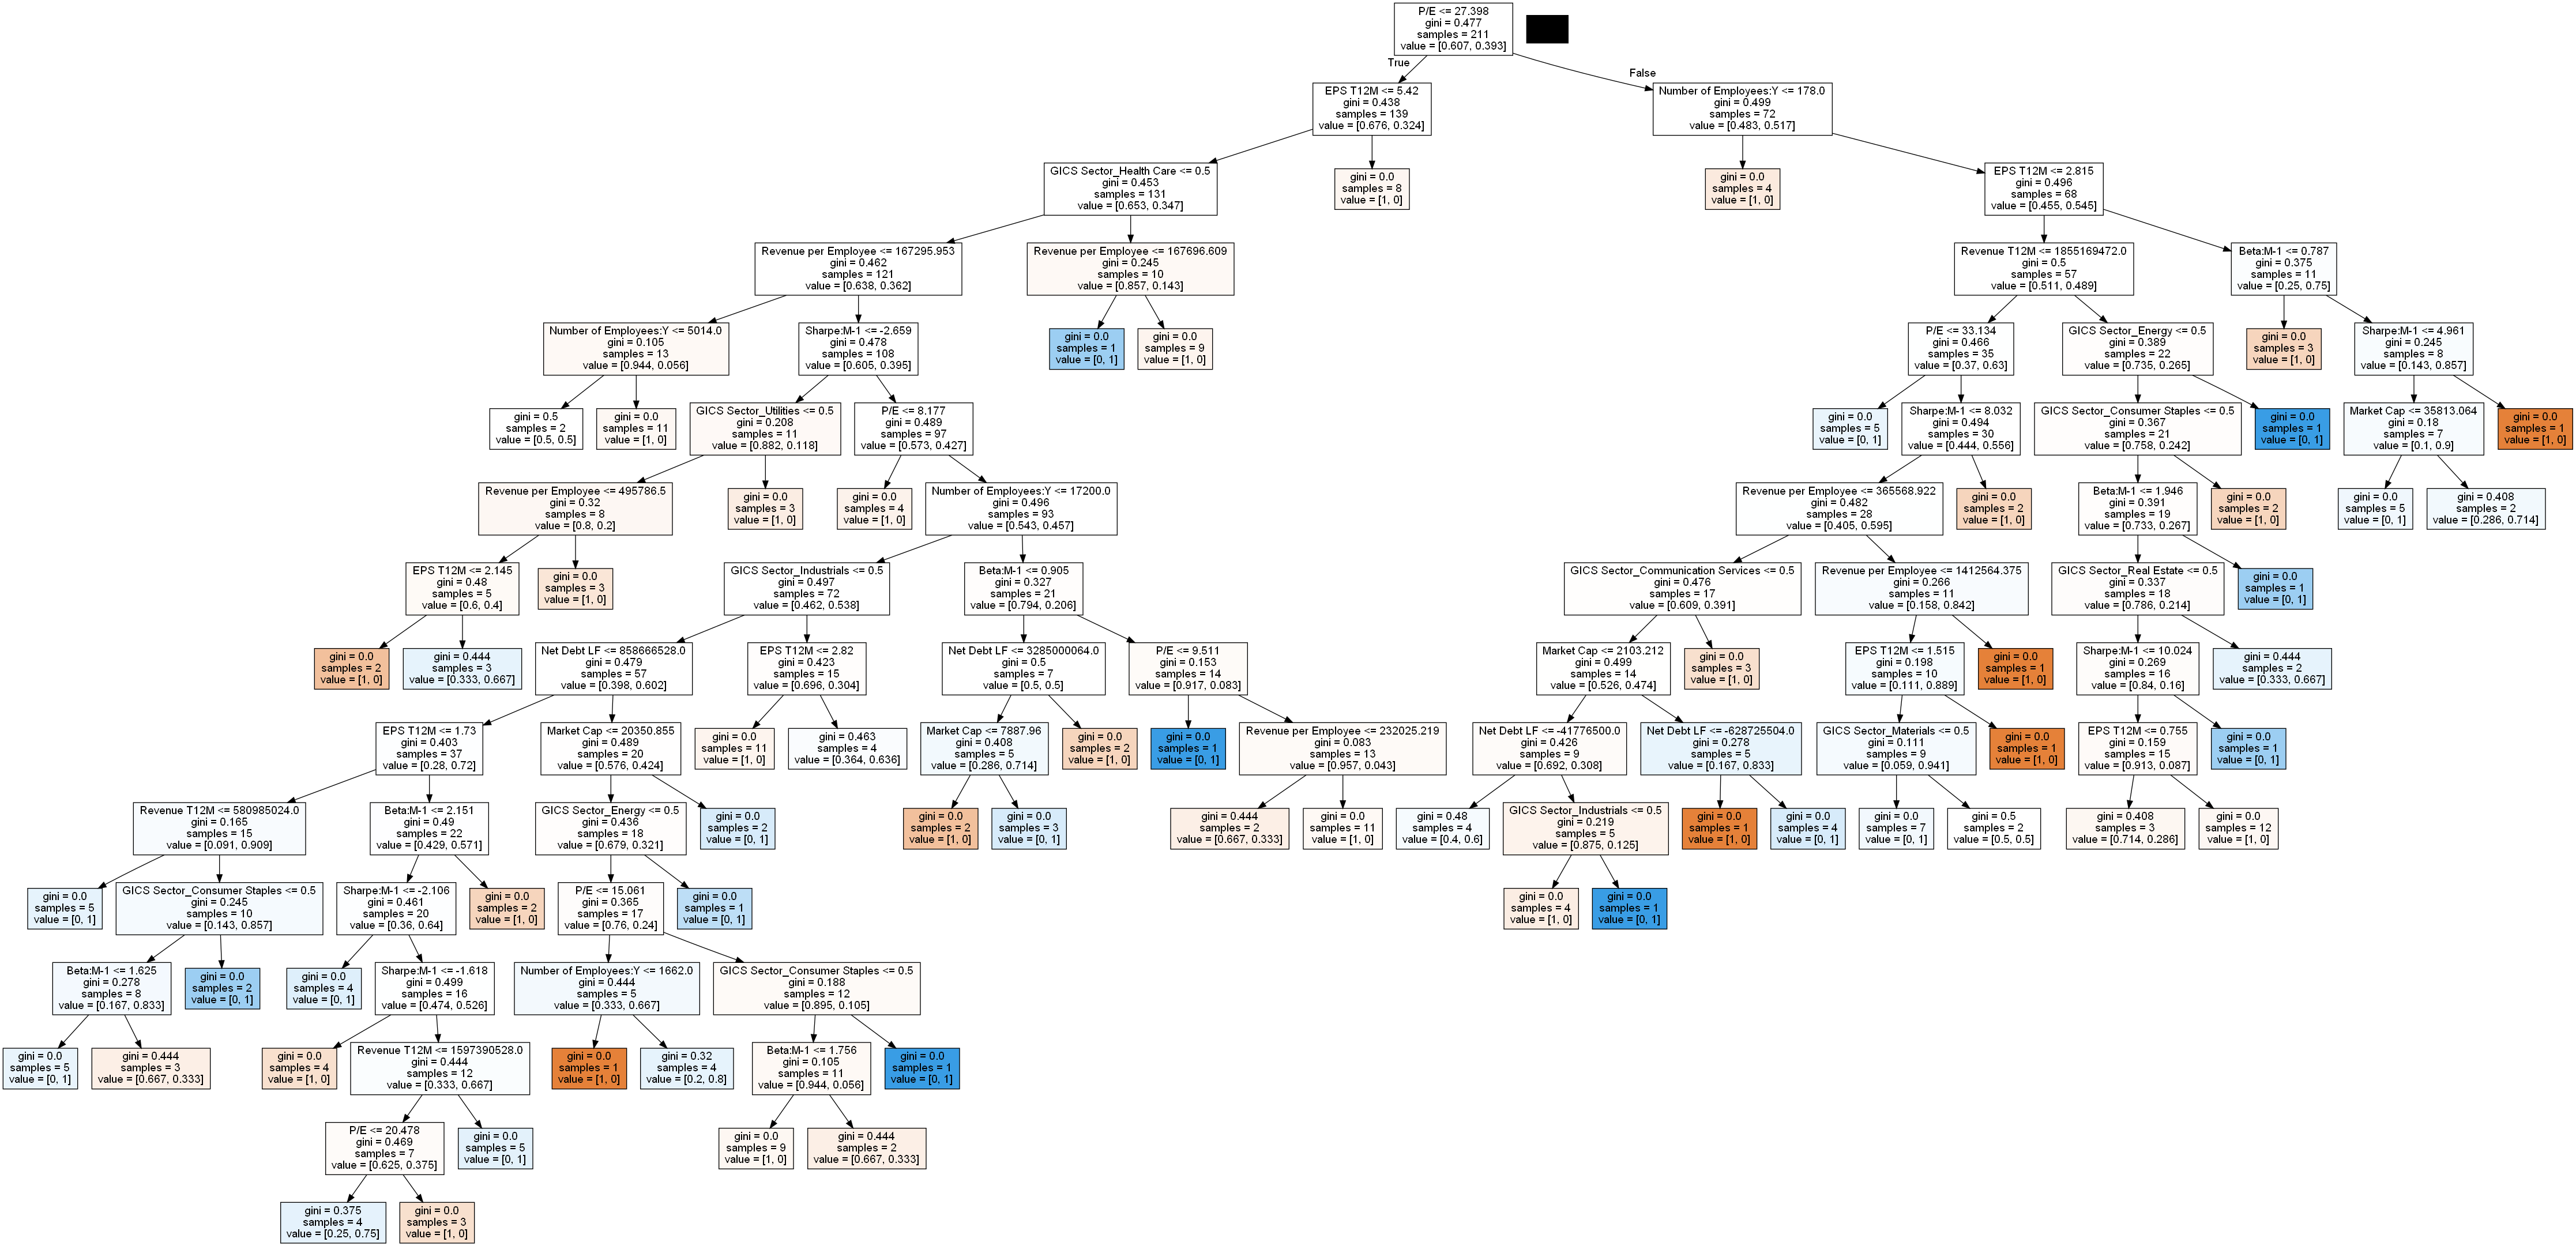 P/E <= 27.398
gini = 0.477
samples = 211
value = [0.607, 0.393]
True
False
EPS T12M <= 5.42
gini = 0.438
samples = 139
value = [0.676, 0.324]
Number of Employees:Y <= 178.0
gini = 0.499
samples = 72
value = [0.483, 0.517]
GICS Sector_Health Care <= 0.5
gini = 0.453
samples = 131
value = [0.653, 0.347]
gini = 0.0
samples = 8
value = [1, 0]
gini = 0.0
samples = 4
value = [1, 0]
EPS T12M <= 2.815
gini = 0.496
samples = 68
value = [0.455, 0.545]
Revenue per Employee <= 167295.953
gini = 0.462
samples = 121
value = [0.638, 0.362]
Revenue per Employee <= 167696.609
gini = 0.245
samples = 10
value = [0.857, 0.143]
Revenue T12M <= 1855169472.0
gini = 0.5
samples = 57
value = [0.511, 0.489]
Beta:M-1 <= 0.787
gini = 0.375
samples = 11
value = [0.25, 0.75]
Number of Employees:Y <= 5014.0
gini = 0.105
samples = 13
value = [0.944, 0.056]
Sharpe:M-1 <= -2.659
gini = 0.478
samples = 108
value = [0.605, 0.395]
gini = 0.0
samples = 1
value = [0, 1]
gini = 0.0
samples = 9
value = [1, 0]
P/E <= 33.134
gini = 0.466
samples = 35
value = [0.37, 0.63]
GICS Sector_Energy <= 0.5
gini = 0.389
samples = 22
value = [0.735, 0.265]
gini = 0.0
samples = 3
value = [1, 0]
Sharpe:M-1 <= 4.961
gini = 0.245
samples = 8
value = [0.143, 0.857]
gini = 0.5
samples = 2
value = [0.5, 0.5]
gini = 0.0
samples = 11
value = [1, 0]
GICS Sector_Utilities <= 0.5
gini = 0.208
samples = 11
value = [0.882, 0.118]
P/E <= 8.177
gini = 0.489
samples = 97
value = [0.573, 0.427]
gini = 0.0
samples = 5
value = [0, 1]
Sharpe:M-1 <= 8.032
gini = 0.494
samples = 30
value = [0.444, 0.556]
GICS Sector_Consumer Staples <= 0.5
gini = 0.367
samples = 21
value = [0.758, 0.242]
gini = 0.0
samples = 1
value = [0, 1]
Market Cap <= 35813.064
gini = 0.18
samples = 7
value = [0.1, 0.9]
gini = 0.0
samples = 1
value = [1, 0]
Revenue per Employee <= 495786.5
gini = 0.32
samples = 8
value = [0.8, 0.2]
gini = 0.0
samples = 3
value = [1, 0]
gini = 0.0
samples = 4
value = [1, 0]
Number of Employees:Y <= 17200.0
gini = 0.496
samples = 93
value = [0.543, 0.457]
Revenue per Employee <= 365568.922
gini = 0.482
samples = 28
value = [0.405, 0.595]
gini = 0.0
samples = 2
value = [1, 0]
Beta:M-1 <= 1.946
gini = 0.391
samples = 19
value = [0.733, 0.267]
gini = 0.0
samples = 2
value = [1, 0]
gini = 0.0
samples = 5
value = [0, 1]
gini = 0.408
samples = 2
value = [0.286, 0.714]
EPS T12M <= 2.145
gini = 0.48
samples = 5
value = [0.6, 0.4]
gini = 0.0
samples = 3
value = [1, 0]
GICS Sector_Industrials <= 0.5
gini = 0.497
samples = 72
value = [0.462, 0.538]
Beta:M-1 <= 0.905
gini = 0.327
samples = 21
value = [0.794, 0.206]
GICS Sector_Communication Services <= 0.5
gini = 0.476
samples = 17
value = [0.609, 0.391]
Revenue per Employee <= 1412564.375
gini = 0.266
samples = 11
value = [0.158, 0.842]
GICS Sector_Real Estate <= 0.5
gini = 0.337
samples = 18
value = [0.786, 0.214]
gini = 0.0
samples = 1
value = [0, 1]
gini = 0.0
samples = 2
value = [1, 0]
gini = 0.444
samples = 3
value = [0.333, 0.667]
Net Debt LF <= 858666528.0
gini = 0.479
samples = 57
value = [0.398, 0.602]
EPS T12M <= 2.82
gini = 0.423
samples = 15
value = [0.696, 0.304]
Net Debt LF <= 3285000064.0
gini = 0.5
samples = 7
value = [0.5, 0.5]
P/E <= 9.511
gini = 0.153
samples = 14
value = [0.917, 0.083]
Market Cap <= 2103.212
gini = 0.499
samples = 14
value = [0.526, 0.474]
gini = 0.0
samples = 3
value = [1, 0]
EPS T12M <= 1.515
gini = 0.198
samples = 10
value = [0.111, 0.889]
gini = 0.0
samples = 1
value = [1, 0]
Sharpe:M-1 <= 10.024
gini = 0.269
samples = 16
value = [0.84, 0.16]
gini = 0.444
samples = 2
value = [0.333, 0.667]
EPS T12M <= 1.73
gini = 0.403
samples = 37
value = [0.28, 0.72]
Market Cap <= 20350.855
gini = 0.489
samples = 20
value = [0.576, 0.424]
gini = 0.0
samples = 11
value = [1, 0]
gini = 0.463
samples = 4
value = [0.364, 0.636]
Market Cap <= 7887.96
gini = 0.408
samples = 5
value = [0.286, 0.714]
gini = 0.0
samples = 2
value = [1, 0]
gini = 0.0
samples = 1
value = [0, 1]
Revenue per Employee <= 232025.219
gini = 0.083
samples = 13
value = [0.957, 0.043]
Net Debt LF <= -41776500.0
gini = 0.426
samples = 9
value = [0.692, 0.308]
Net Debt LF <= -628725504.0
gini = 0.278
samples = 5
value = [0.167, 0.833]
GICS Sector_Materials <= 0.5
gini = 0.111
samples = 9
value = [0.059, 0.941]
gini = 0.0
samples = 1
value = [1, 0]
EPS T12M <= 0.755
gini = 0.159
samples = 15
value = [0.913, 0.087]
gini = 0.0
samples = 1
value = [0, 1]
Revenue T12M <= 580985024.0
gini = 0.165
samples = 15
value = [0.091, 0.909]
Beta:M-1 <= 2.151
gini = 0.49
samples = 22
value = [0.429, 0.571]
GICS Sector_Energy <= 0.5
gini = 0.436
samples = 18
value = [0.679, 0.321]
gini = 0.0
samples = 2
value = [0, 1]
gini = 0.0
samples = 2
value = [1, 0]
gini = 0.0
samples = 3
value = [0, 1]
gini = 0.444
samples = 2
value = [0.667, 0.333]
gini = 0.0
samples = 11
value = [1, 0]
gini = 0.48
samples = 4
value = [0.4, 0.6]
GICS Sector_Industrials <= 0.5
gini = 0.219
samples = 5
value = [0.875, 0.125]
gini = 0.0
samples = 1
value = [1, 0]
gini = 0.0
samples = 4
value = [0, 1]
gini = 0.0
samples = 7
value = [0, 1]
gini = 0.5
samples = 2
value = [0.5, 0.5]
gini = 0.408
samples = 3
value = [0.714, 0.286]
gini = 0.0
samples = 12
value = [1, 0]
gini = 0.0
samples = 5
value = [0, 1]
GICS Sector_Consumer Staples <= 0.5
gini = 0.245
samples = 10
value = [0.143, 0.857]
Sharpe:M-1 <= -2.106
gini = 0.461
samples = 20
value = [0.36, 0.64]
gini = 0.0
samples = 2
value = [1, 0]
P/E <= 15.061
gini = 0.365
samples = 17
value = [0.76, 0.24]
gini = 0.0
samples = 1
value = [0, 1]
gini = 0.0
samples = 4
value = [1, 0]
gini = 0.0
samples = 1
value = [0, 1]
Beta:M-1 <= 1.625
gini = 0.278
samples = 8
value = [0.167, 0.833]
gini = 0.0
samples = 2
value = [0, 1]
gini = 0.0
samples = 4
value = [0, 1]
Sharpe:M-1 <= -1.618
gini = 0.499
samples = 16
value = [0.474, 0.526]
Number of Employees:Y <= 1662.0
gini = 0.444
samples = 5
value = [0.333, 0.667]
GICS Sector_Consumer Staples <= 0.5
gini = 0.188
samples = 12
value = [0.895, 0.105]
gini = 0.0
samples = 5
value = [0, 1]
gini = 0.444
samples = 3
value = [0.667, 0.333]
gini = 0.0
samples = 4
value = [1, 0]
Revenue T12M <= 1597390528.0
gini = 0.444
samples = 12
value = [0.333, 0.667]
gini = 0.0
samples = 1
value = [1, 0]
gini = 0.32
samples = 4
value = [0.2, 0.8]
Beta:M-1 <= 1.756
gini = 0.105
samples = 11
value = [0.944, 0.056]
gini = 0.0
samples = 1
value = [0, 1]
P/E <= 20.478
gini = 0.469
samples = 7
value = [0.625, 0.375]
gini = 0.0
samples = 5
value = [0, 1]
gini = 0.0
samples = 9
value = [1, 0]
gini = 0.444
samples = 2
value = [0.667, 0.333]
gini = 0.375
samples = 4
value = [0.25, 0.75]
gini = 0.0
samples = 3
value = [1, 0]